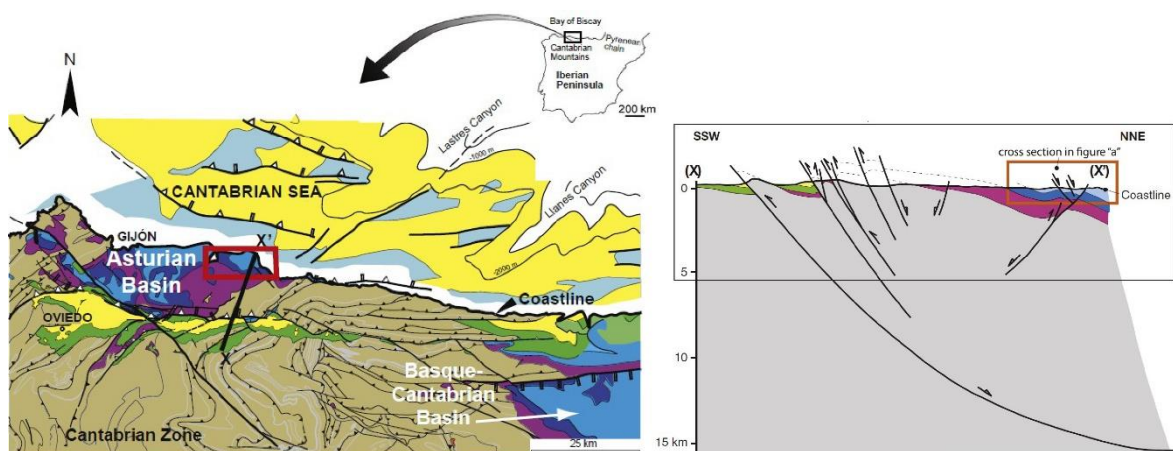 Bay of Biscay
Pyrenean
chain
Cantabrian
Mountains
Iberian
Peninsula
200 km
N
Lastres Canyon
-1000 m
CANTABRIAN SEA
Llanes Canyon
-2000 m
GIJÓN
X'
Asturian
Basin
Coastline
OVIEDO
X
Basque-
Cantabrian
Basin
Cantabrian Zone
25 km
SSW
NNE
cross section in figure "a"
(X)
(X')
0
Coastline
5
10
15 km